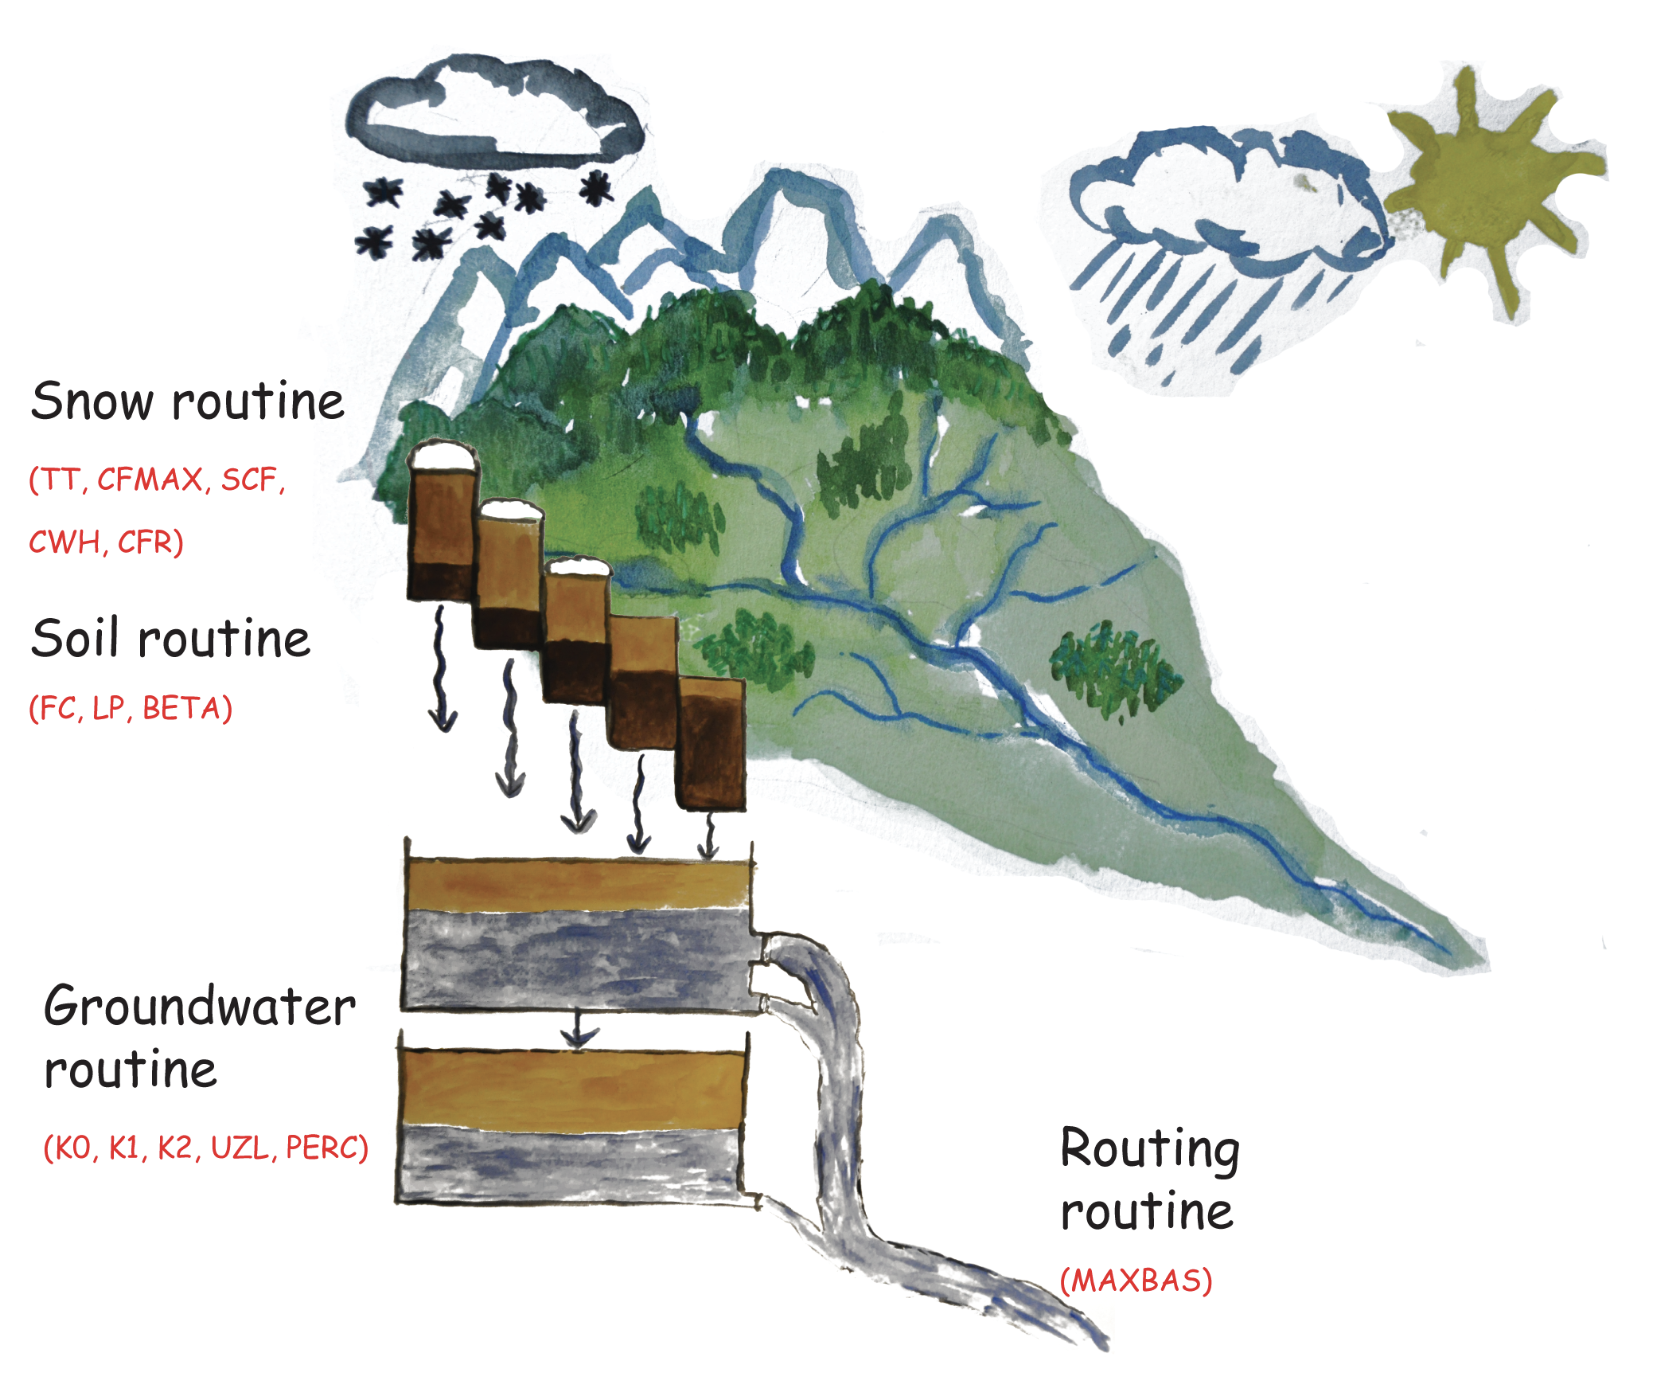 Snow routine
(TT, CFMAX, SCF,
CWH, CFR)
Soil routine
(FC, LP, BETA)
Groundwater
routine
(K0, K1, K2, UZL, PERC)
Routing
routine
(MAXBAS)